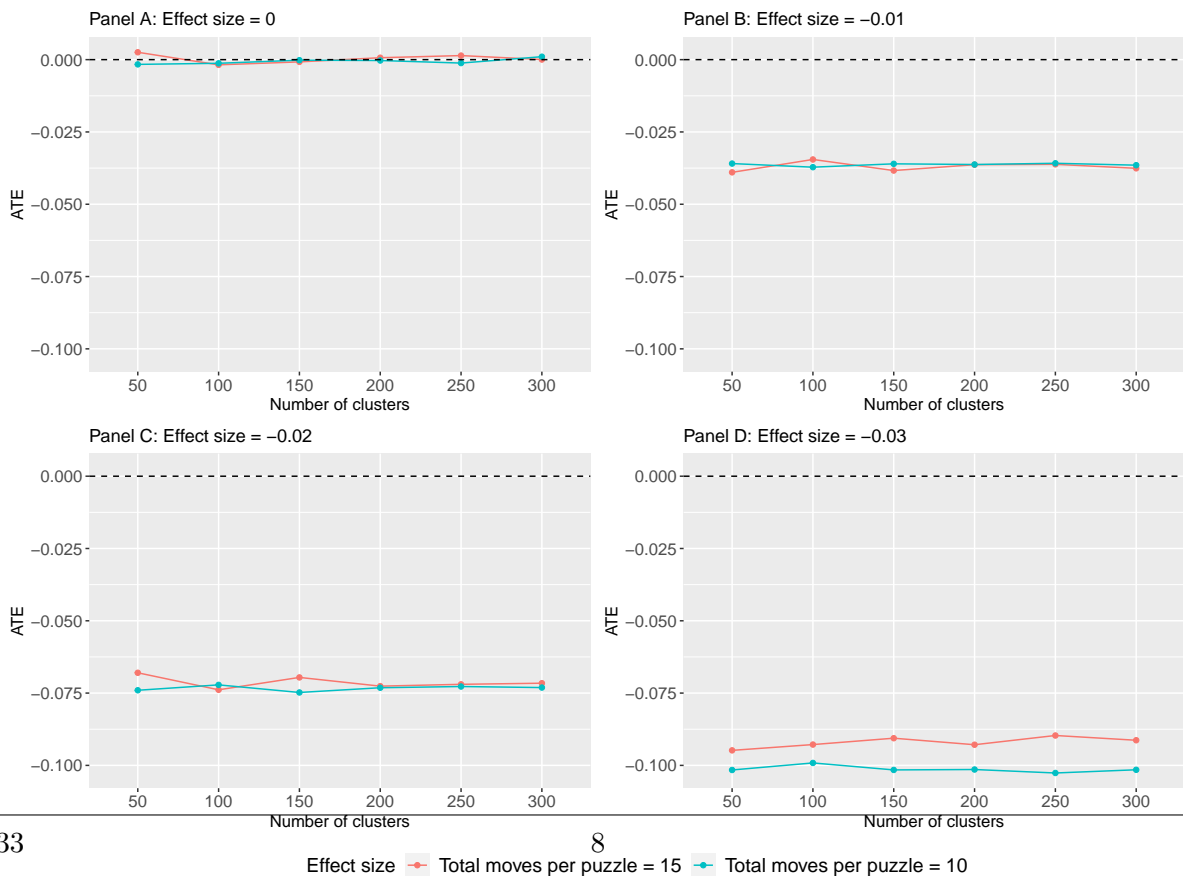 Panel A: Effect size = 0
0.000
−0.025
−0.050
−0.075
−0.100
ATE
50 100 150 200 250 300
Number of clusters
Panel B: Effect size = −0.01
0.000
−0.025
−0.050
−0.075
−0.100
ATE
50 100 150 200 250 300
Number of clusters
Panel C: Effect size = −0.02
0.000
−0.025
−0.050
−0.075
−0.100
ATE
50 100 150 200 250 300
Number of clusters
Panel D: Effect size = −0.03
0.000
−0.025
−0.050
−0.075
−0.100
ATE
50 100 150 200 250 300
Number of clusters
33 8
Effect size Total moves per puzzle = 15 Total moves per puzzle = 10